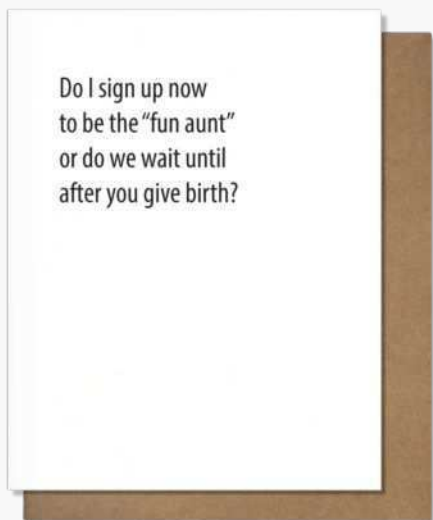 Do I sign up now
to be the “fun aunt”
or do we wait until
after you give birth?